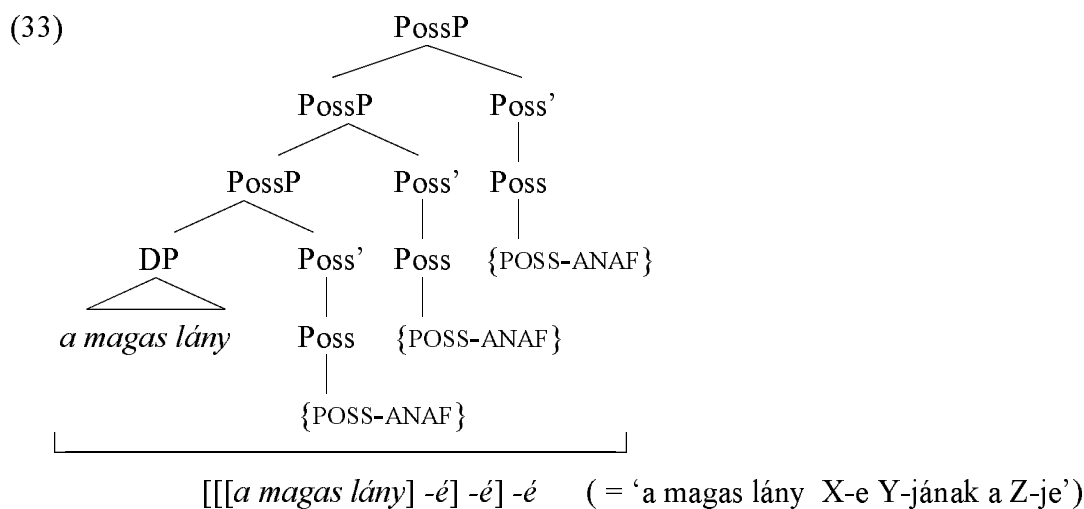 (33) PossP
PossP Poss’
PossP Poss’ Poss
DP Poss’ Poss {POSS-ANAF}
a magas lány Poss {POSS-ANAF}
{POSS-ANAF}
[[[a magas lány] -é] -é] -é ( = ‘a magas lány X-e Y-jának a Z-je’)